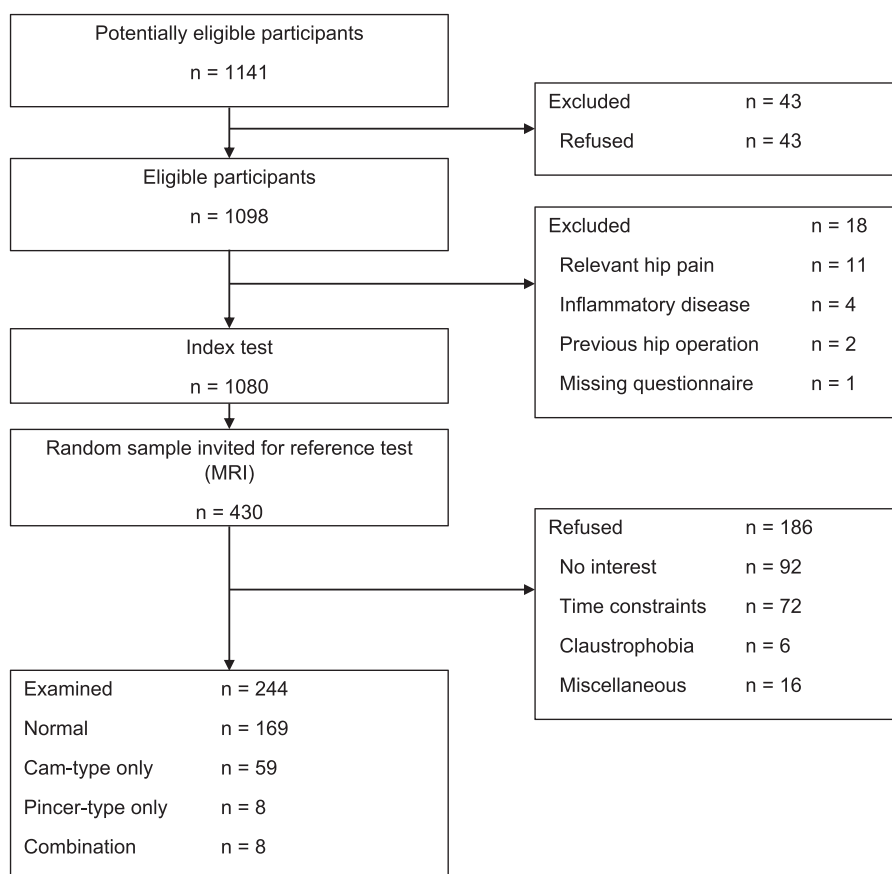 Potentially eligible participants
n = 1141
Excluded n = 43
Refused n = 43
Eligible participants
n = 1098
Excluded n = 18
Relevant hip pain n = 11
Inflammatory disease n = 4
Previous hip operation n = 2
Missing questionnaire n = 1
Index test
n = 1080
Random sample invited for reference test
(MRI)
n = 430
Refused n = 186
No interest n = 92
Time constraints n = 72
Claustrophobia n = 6
Miscellaneous n = 16
Examined n = 244
Normal n = 169
Cam-type only n = 59
Pincer-type only n = 8
Combination n = 8